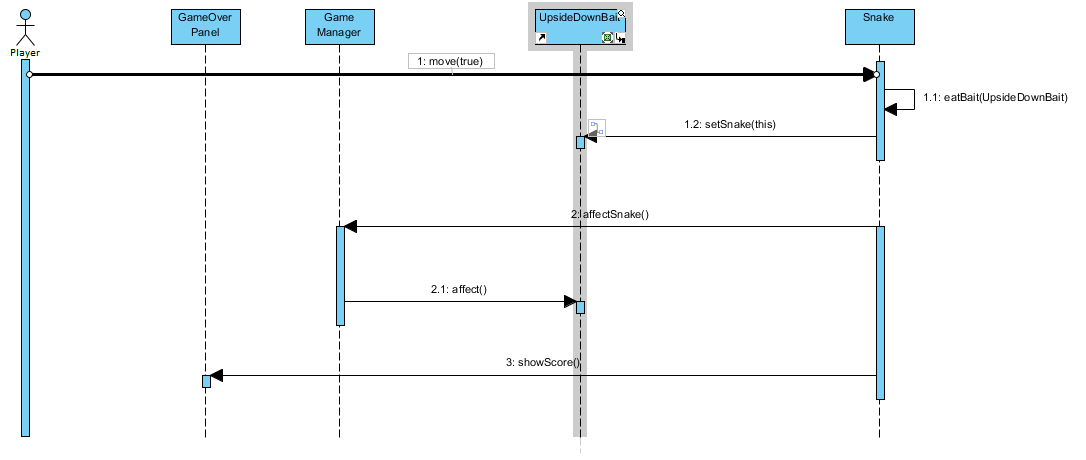 Player
GameOver
Panel
Game
Manager
UpsideDownBait
Snake
1: move(true)
1.1: eatBait(UpsideDownBait)
1.2: setSnake(this)
2: affectSnake()
2.1: affect()
3: showScore()